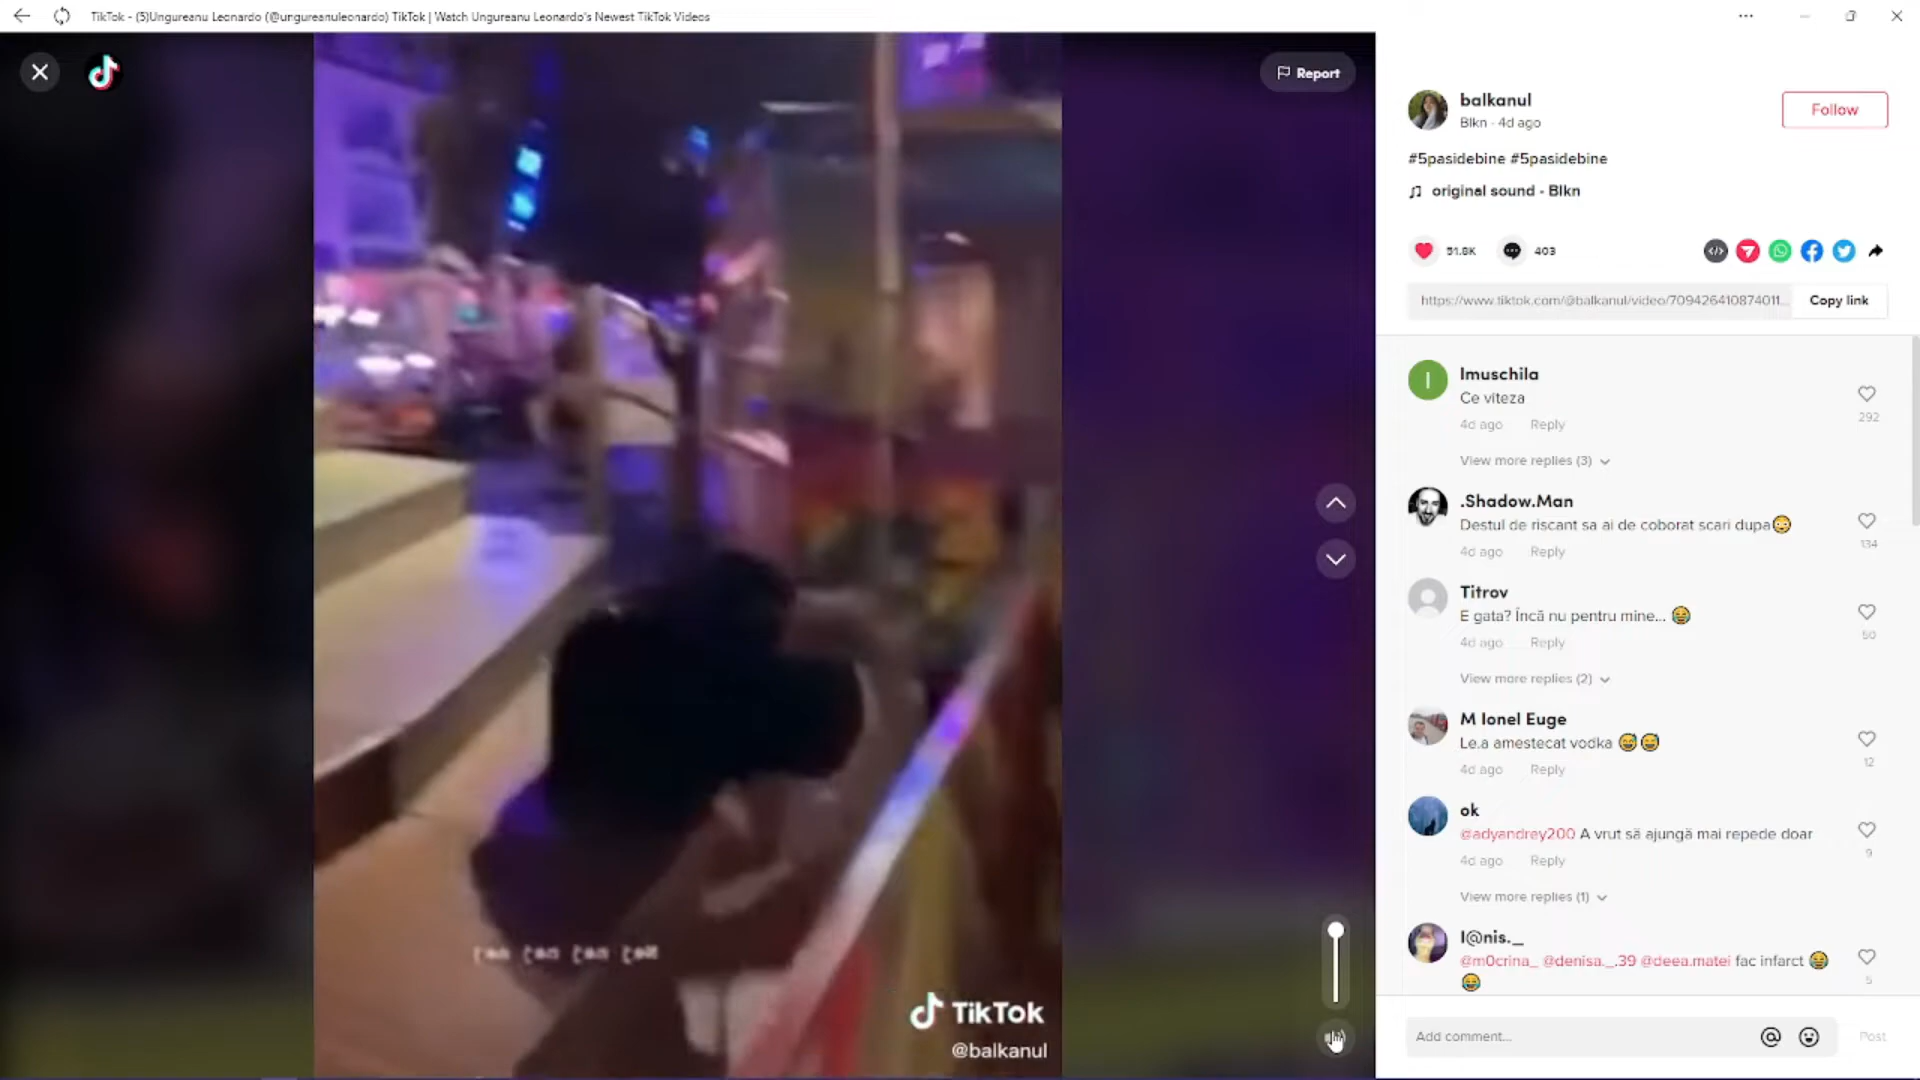 TikTok - (5)Ungureanu Leonardo (@ungureanuleonardo) TikTok | Watch Ungureanu Leonardo's Newest TikTok Videos
Report
balkanul
Blkn · 4d ago
Follow
#5pasidebine #5pasidebine
original sound - Blkn
51.8K
403
https://www.tiktok.com/@balkanul/video/709426410874011...
Copy link
lmuschila
Ce viteza
4d ago Reply
292
View more replies (3)
.Shadow.Man
Destul de riscant sa ai de coborat scari dupa😳
4d ago Reply
134
Titrov
E gata? Încă nu pentru mine... 😂
4d ago Reply
50
View more replies (2)
M Ionel Euge
Le.a amestecat vodka 😅😅
4d ago Reply
12
ok
@adyandrey200 A vrut să ajungă mai repede doar
4d ago Reply
9
View more replies (1)
I@nis._
@m0crina_ @denisa._.39 @deea.matei fac infarct 😂
😂
5
TikTok
@balkanul
Add comment...
Post